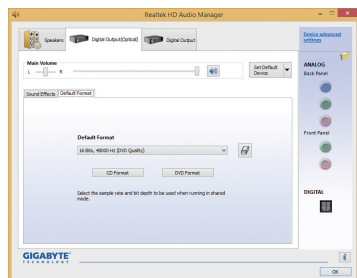 Realtek HD Audio Manager
Speakers
Digital Output(Optical)
Digital Output
Device advanced settings
Main Volume
L
R
Set Default Device
ANALOG
Back Panel
Sound Effects
Default Format
Default Format
16 Bits, 48000 Hz (DVD Quality)
CD Format
DVD Format
Select the sample rate and bit depth to be used when running in shared mode.
Front Panel
DIGITAL
GIGABYTE
TECHNOLOGY
i
OK